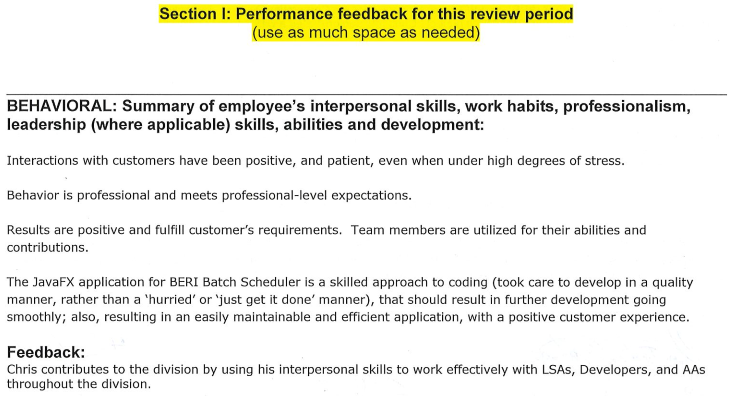 Section I: Performance feedback for this review period
(use as much space as needed)
BEHAVIORAL: Summary of employee's interpersonal skills, work habits, professionalism,
leadership (where applicable) skills, abilities and development:
Interactions with customers have been positive, and patient, even when under high degrees of stress.
Behavior is professional and meets professional-level expectations.
Results are positive and fulfill customer's requirements.  Team members are utilized for their abilities and
contributions.
The JavaFX application for BERI Batch Scheduler is a skilled approach to coding (took care to develop in a quality
manner, rather than a 'hurried' or 'just get it done' manner), that should result in further development going
smoothly; also, resulting in an easily maintainable and efficient application, with a positive customer experience.
Feedback:
Chris contributes to the division by using his interpersonal skills to work effectively with LSAs, Developers, and AAs
throughout the division.